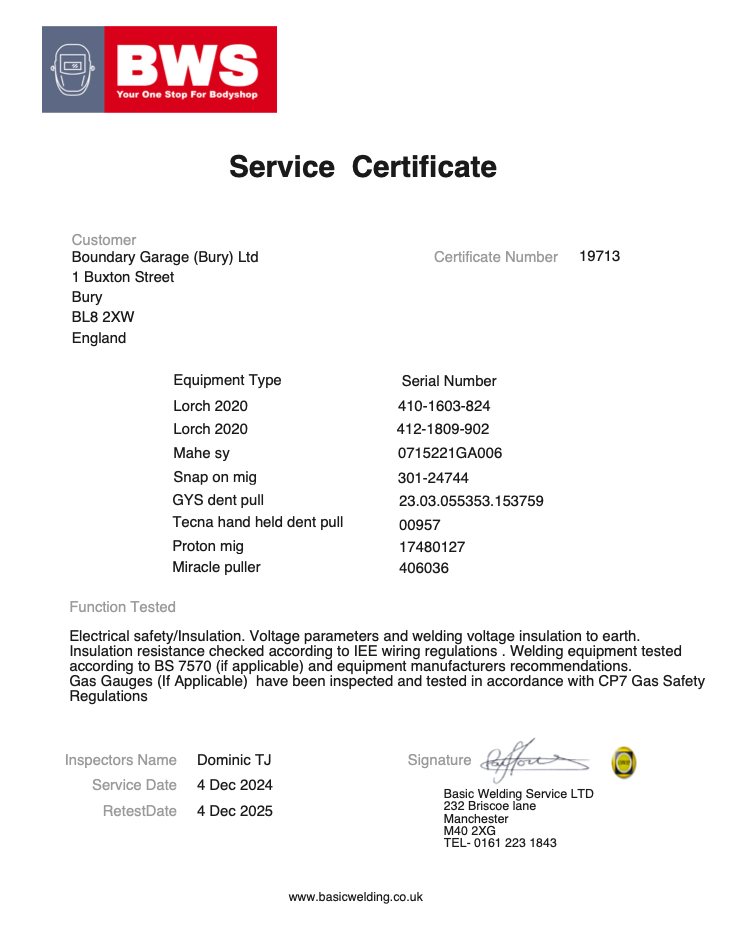 BWS
Your One Stop For Bodyshop
Service Certificate
Customer
Boundary Garage (Bury) Ltd
1 Buxton Street
Bury
BL8 2XW
England
Certificate Number 19713
Equipment Type Serial Number
Lorch 2020 410-1603-824
Lorch 2020 412-1809-902
Mahe sy 0715221GA006
Snap on mig 301-24744
GYS dent pull 23.03.055353.153759
Tecna hand held dent pull 00957
Proton mig 17480127
Miracle puller 406036
Function Tested
Electrical safety/Insulation. Voltage parameters and welding voltage insulation to earth.
Insulation resistance checked according to IEE wiring regulations . Welding equipment tested
according to BS 7570 (if applicable) and equipment manufacturers recommendations.
Gas Gauges (If Applicable) have been inspected and tested in accordance with CP7 Gas Safety
Regulations
Inspectors Name Dominic TJ
Service Date 4 Dec 2024
RetestDate 4 Dec 2025
Signature
Basic Welding Service LTD
232 Briscoe lane
Manchester
M40 2XG
TEL- 0161 223 1843
www.basicwelding.co.uk